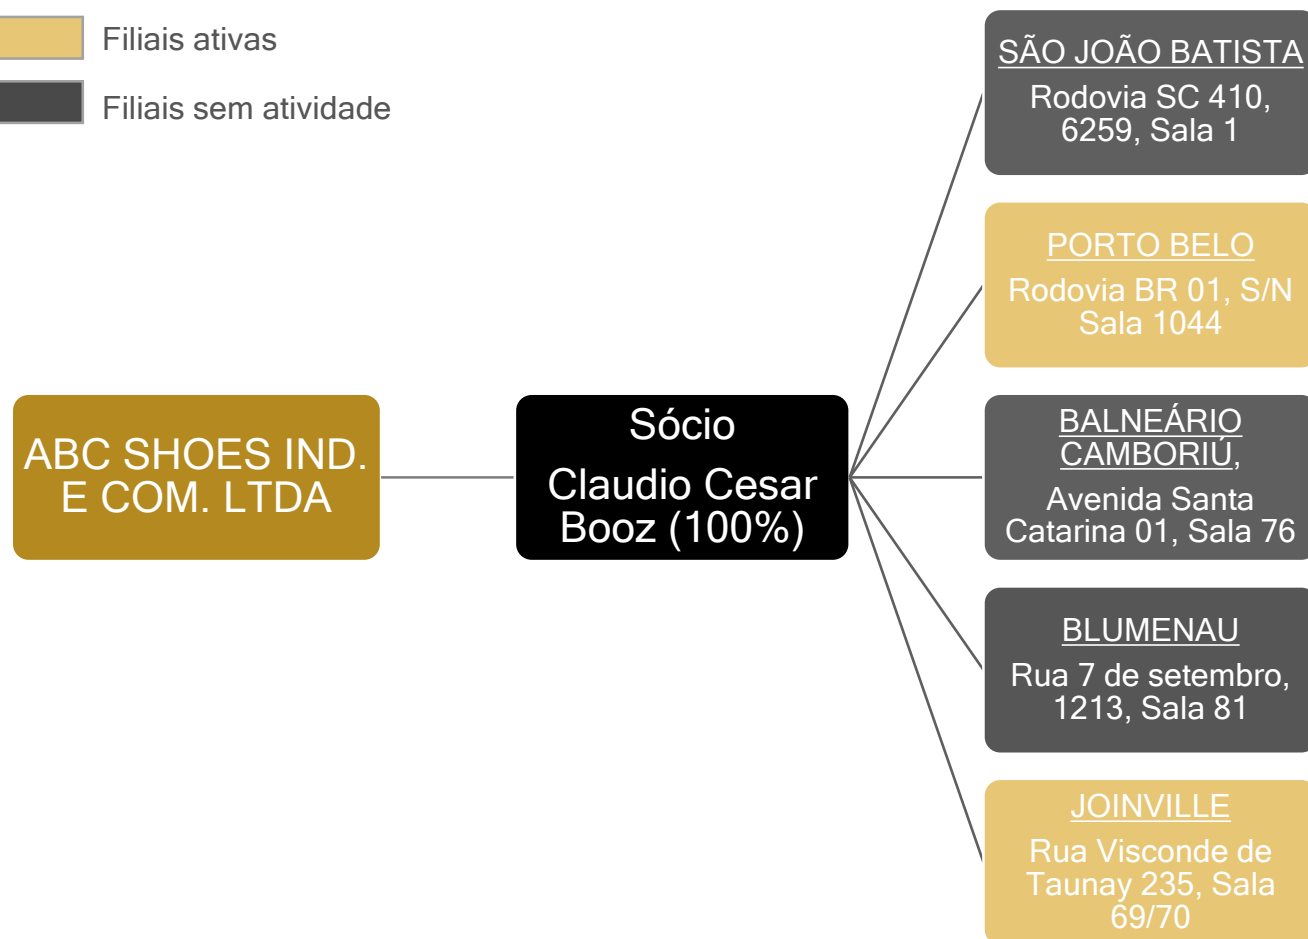 Filiais ativas
Filiais sem atividade
ABC SHOES IND.
E COM. LTDA
Sócio
Claudio Cesar
Booz (100%)
SÃO JOÃO BATISTA
Rodovia SC 410,
6259, Sala 1
PORTO BELO
Rodovia BR 01, S/N
Sala 1044
BALNEÁRIO
CAMBORIÚ,
Avenida Santa
Catarina 01, Sala 76
BLUMENAU
Rua 7 de setembro,
1213, Sala 81
JOINVILLE
Rua Visconde de
Taunay 235, Sala
69/70